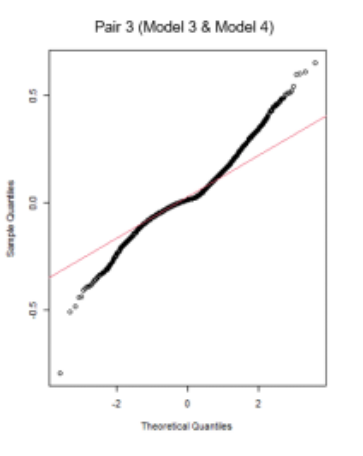 Pair 3 (Model 3 & Model 4)
0.5
0.0
-0.5
Sample Quantiles
-2
0
2
Theoretical Quantiles